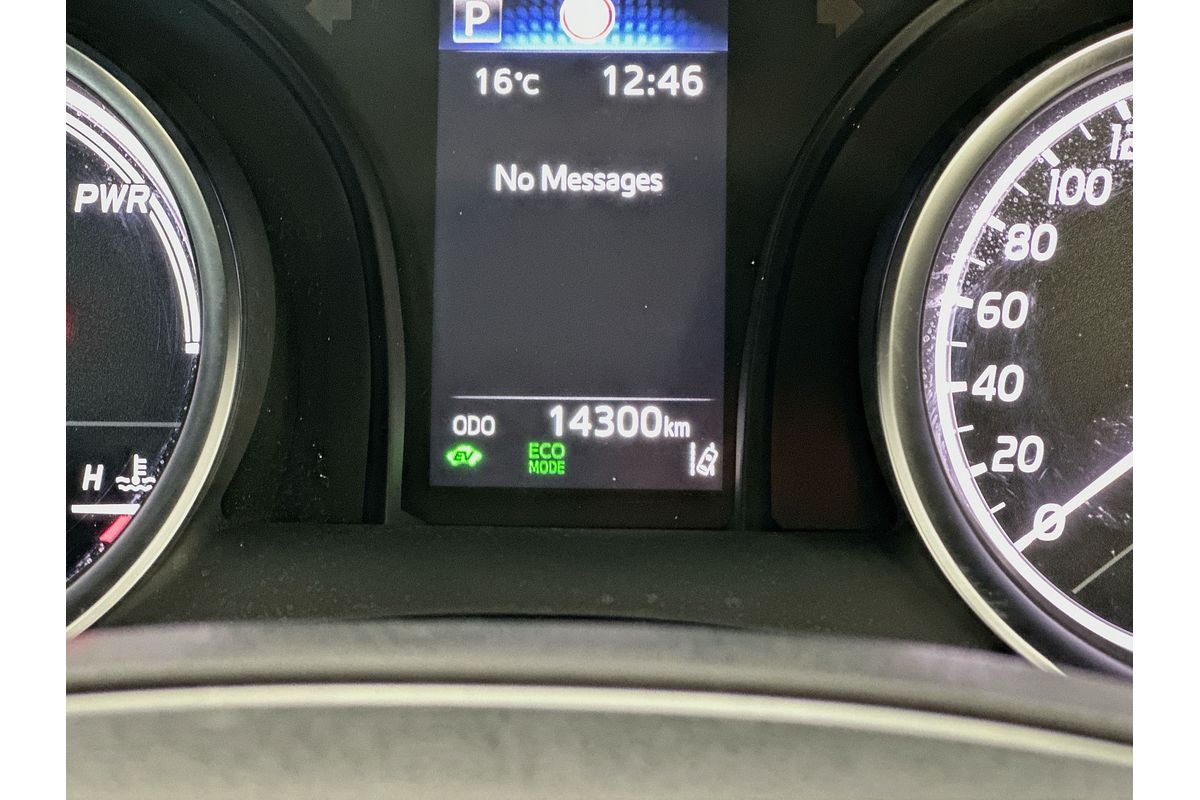 P
16°C 12:46
No Messages
PWR
100
80
60
40
20
0
H
ODO 14300km
EV ECO
MODE